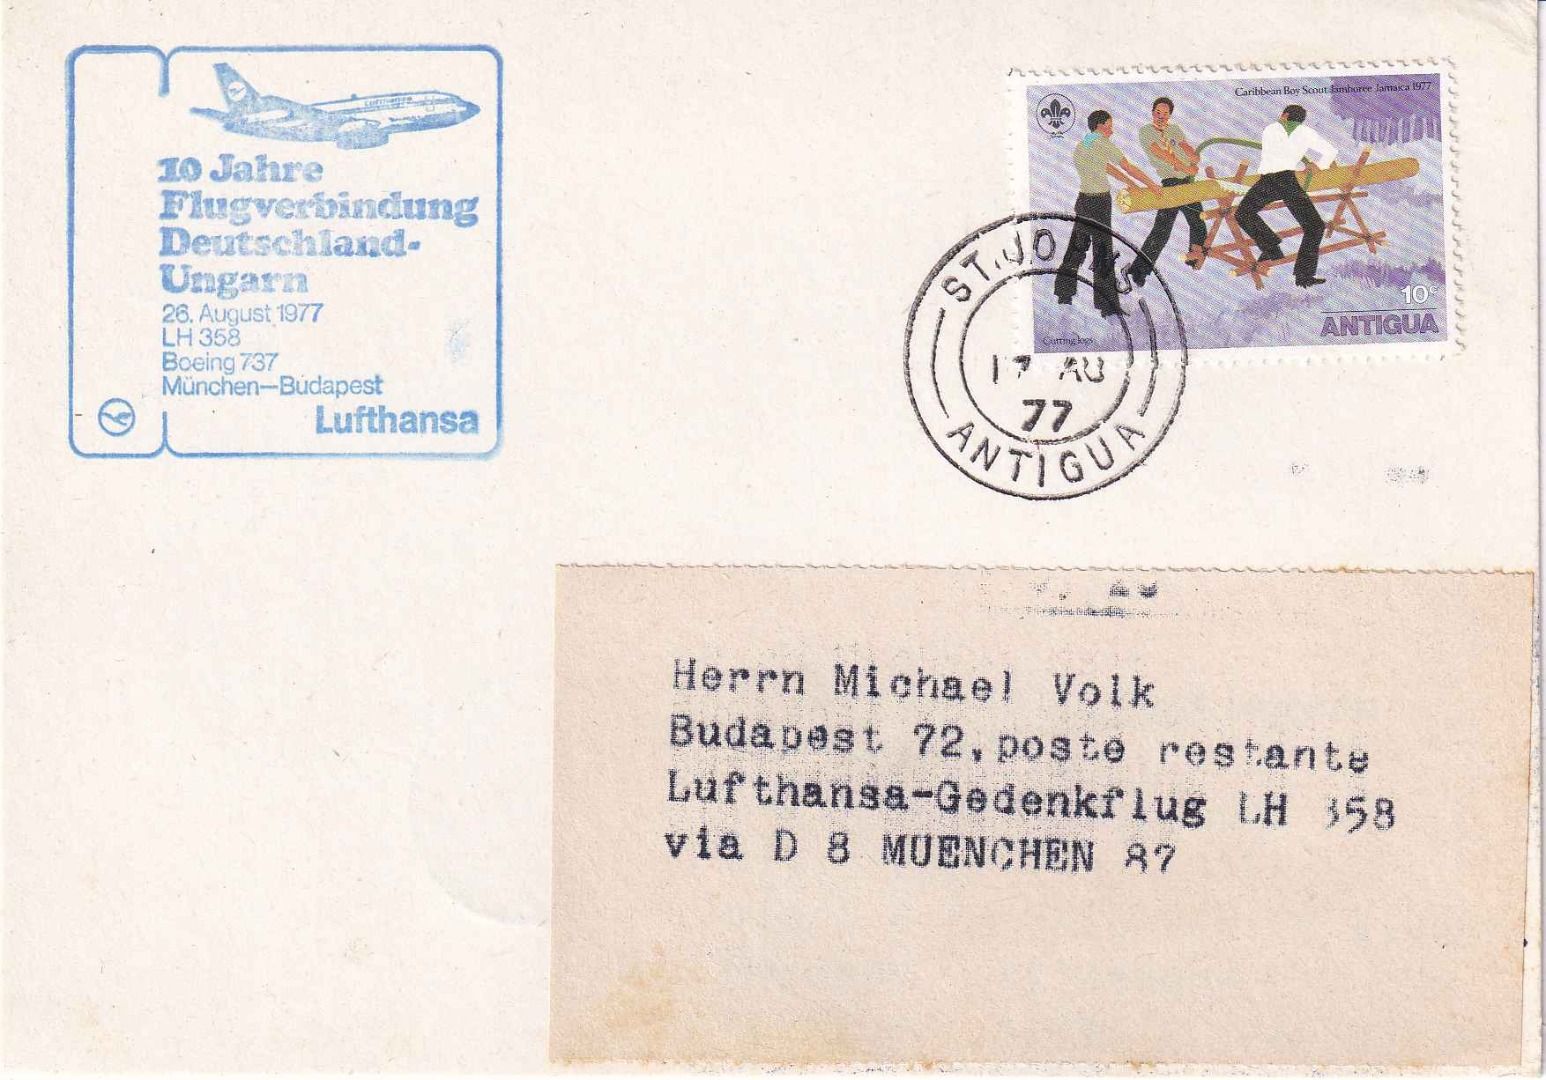 Lufthansa
10 Jahre
Flugverbindung
Deutschland-
Ungarn
26. August 1977
LH 358
Boeing 737
München–Budapest
Lufthansa
Caribbean Boy Scout Jamboree Jamaica 1977
10c
ANTIGUA
Cutting logs
ST. JOHNS
17 AU
77
ANTIGUA
Herrn Michael Volk
Budapest 72, poste restante
Lufthansa-Gedenkflug LH 358
via D 8 MUENCHEN 87